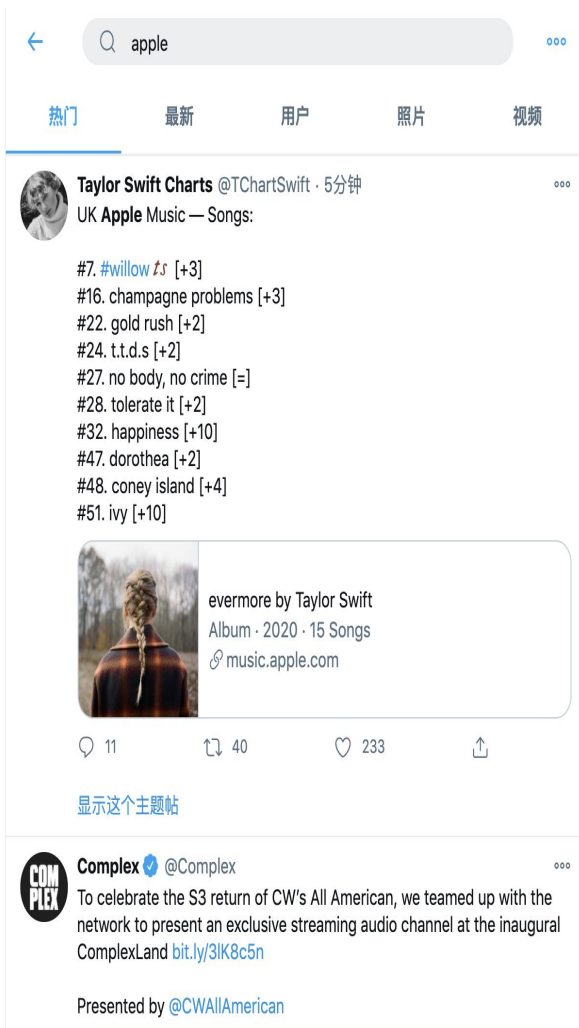 apple
热门 最新 用户 照片 视频
Taylor Swift Charts @TChartSwift · 5分钟
UK Apple Music — Songs:
#7. #willow ts [+3]
#16. champagne problems [+3]
#22. gold rush [+2]
#24. t.t.d.s [+2]
#27. no body, no crime [=]
#28. tolerate it [+2]
#32. happiness [+10]
#47. dorothea [+2]
#48. coney island [+4]
#51. ivy [+10]
evermore by Taylor Swift
Album · 2020 · 15 Songs
music.apple.com
11 40 233
显示这个主题帖
COM
PLEX
Complex @Complex
To celebrate the S3 return of CW's All American, we teamed up with the
network to present an exclusive streaming audio channel at the inaugural
ComplexLand bit.ly/3lK8c5n
Presented by @CWAllAmerican